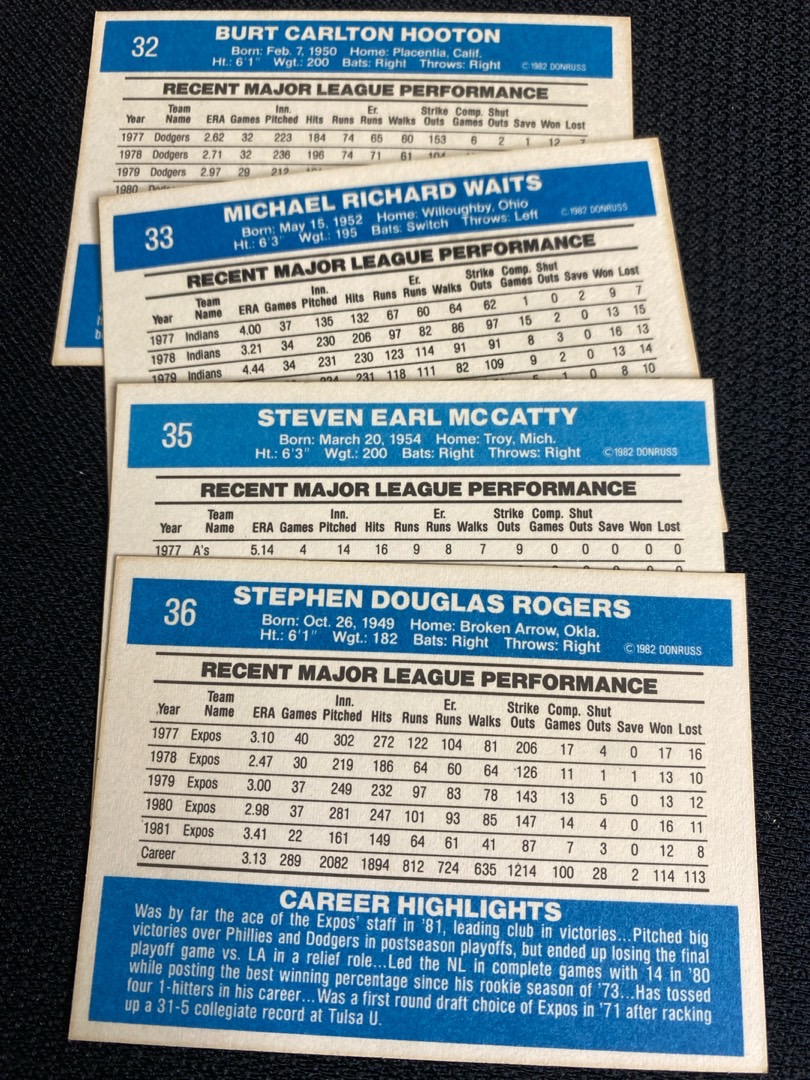 32
BURT CARLTON HOOTON
Born: Feb. 7, 1950 Home: Placentia, Calif.
Ht.: 6'1" Wgt.: 200 Bats: Right Throws: Right ©1982 DONRUSS
RECENT MAJOR LEAGUE PERFORMANCE
Year Team Name ERA Games Inn. Pitched Hits Runs Er. Runs Walks Strike Outs Comp. Games Shut Outs Save Won Lost
1977 Dodgers 2.62 32 223 184 74 65 60 153 6 2 1 12 7
1978 Dodgers 2.71 32 236 196 74 71 61 104
1979 Dodgers 2.97 29 212
1980
33
MICHAEL RICHARD WAITS
Born: May 15, 1952 Home: Willoughby, Ohio
Ht.: 6'3" Wgt.: 195 Bats: Switch Throws: Left ©1982 DONRUSS
RECENT MAJOR LEAGUE PERFORMANCE
Year Team Name ERA Games Inn. Pitched Hits Runs Er. Runs Walks Strike Outs Comp. Games Shut Outs Save Won Lost
1977 Indians 4.00 37 135 132 67 60 64 62 1 0 2 9 7
1978 Indians 3.21 34 230 206 97 82 86 97 15 2 0 13 15
1979 Indians 4.44 34 231 230 123 114 91 91 8 3 0 16 13
231 118 111 82 109 9 2 0 13 14
5 1 0 8 10
35
STEVEN EARL McCATTY
Born: March 20, 1954 Home: Troy, Mich.
Ht.: 6'3" Wgt.: 200 Bats: Right Throws: Right ©1982 DONRUSS
RECENT MAJOR LEAGUE PERFORMANCE
Year Team Name ERA Games Inn. Pitched Hits Runs Er. Runs Walks Strike Outs Comp. Games Shut Outs Save Won Lost
1977 A's 5.14 4 14 16 9 8 7 9 0 0 0 0 0
36
STEPHEN DOUGLAS ROGERS
Born: Oct. 26, 1949 Home: Broken Arrow, Okla.
Ht.: 6'1" Wgt.: 182 Bats: Right Throws: Right ©1982 DONRUSS
RECENT MAJOR LEAGUE PERFORMANCE
Year Team Name ERA Games Inn. Pitched Hits Runs Er. Runs Walks Strike Outs Comp. Games Shut Outs Save Won Lost
1977 Expos 3.10 40 302 272 122 104 81 206 17 4 0 17 16
1978 Expos 2.47 30 219 186 64 60 64 126 11 1 1 13 10
1979 Expos 3.00 37 249 232 97 83 78 143 13 5 0 13 12
1980 Expos 2.98 37 281 247 101 93 85 147 14 4 0 16 11
1981 Expos 3.41 22 161 149 64 61 41 87 7 3 0 12 8
Career 3.13 289 2082 1894 812 724 635 1214 100 28 2 114 113
CAREER HIGHLIGHTS
Was by far the ace of the Expos' staff in '81, leading club in victories...Pitched big
victories over Phillies and Dodgers in postseason playoffs, but ended up losing the final
playoff game vs. LA in a relief role...Led the NL in complete games with 14 in '80
while posting the best winning percentage since his rookie season of '73...Has tossed
four 1-hitters in his career...Was a first round draft choice of Expos in '71 after racking
up a 31-5 collegiate record at Tulsa U.